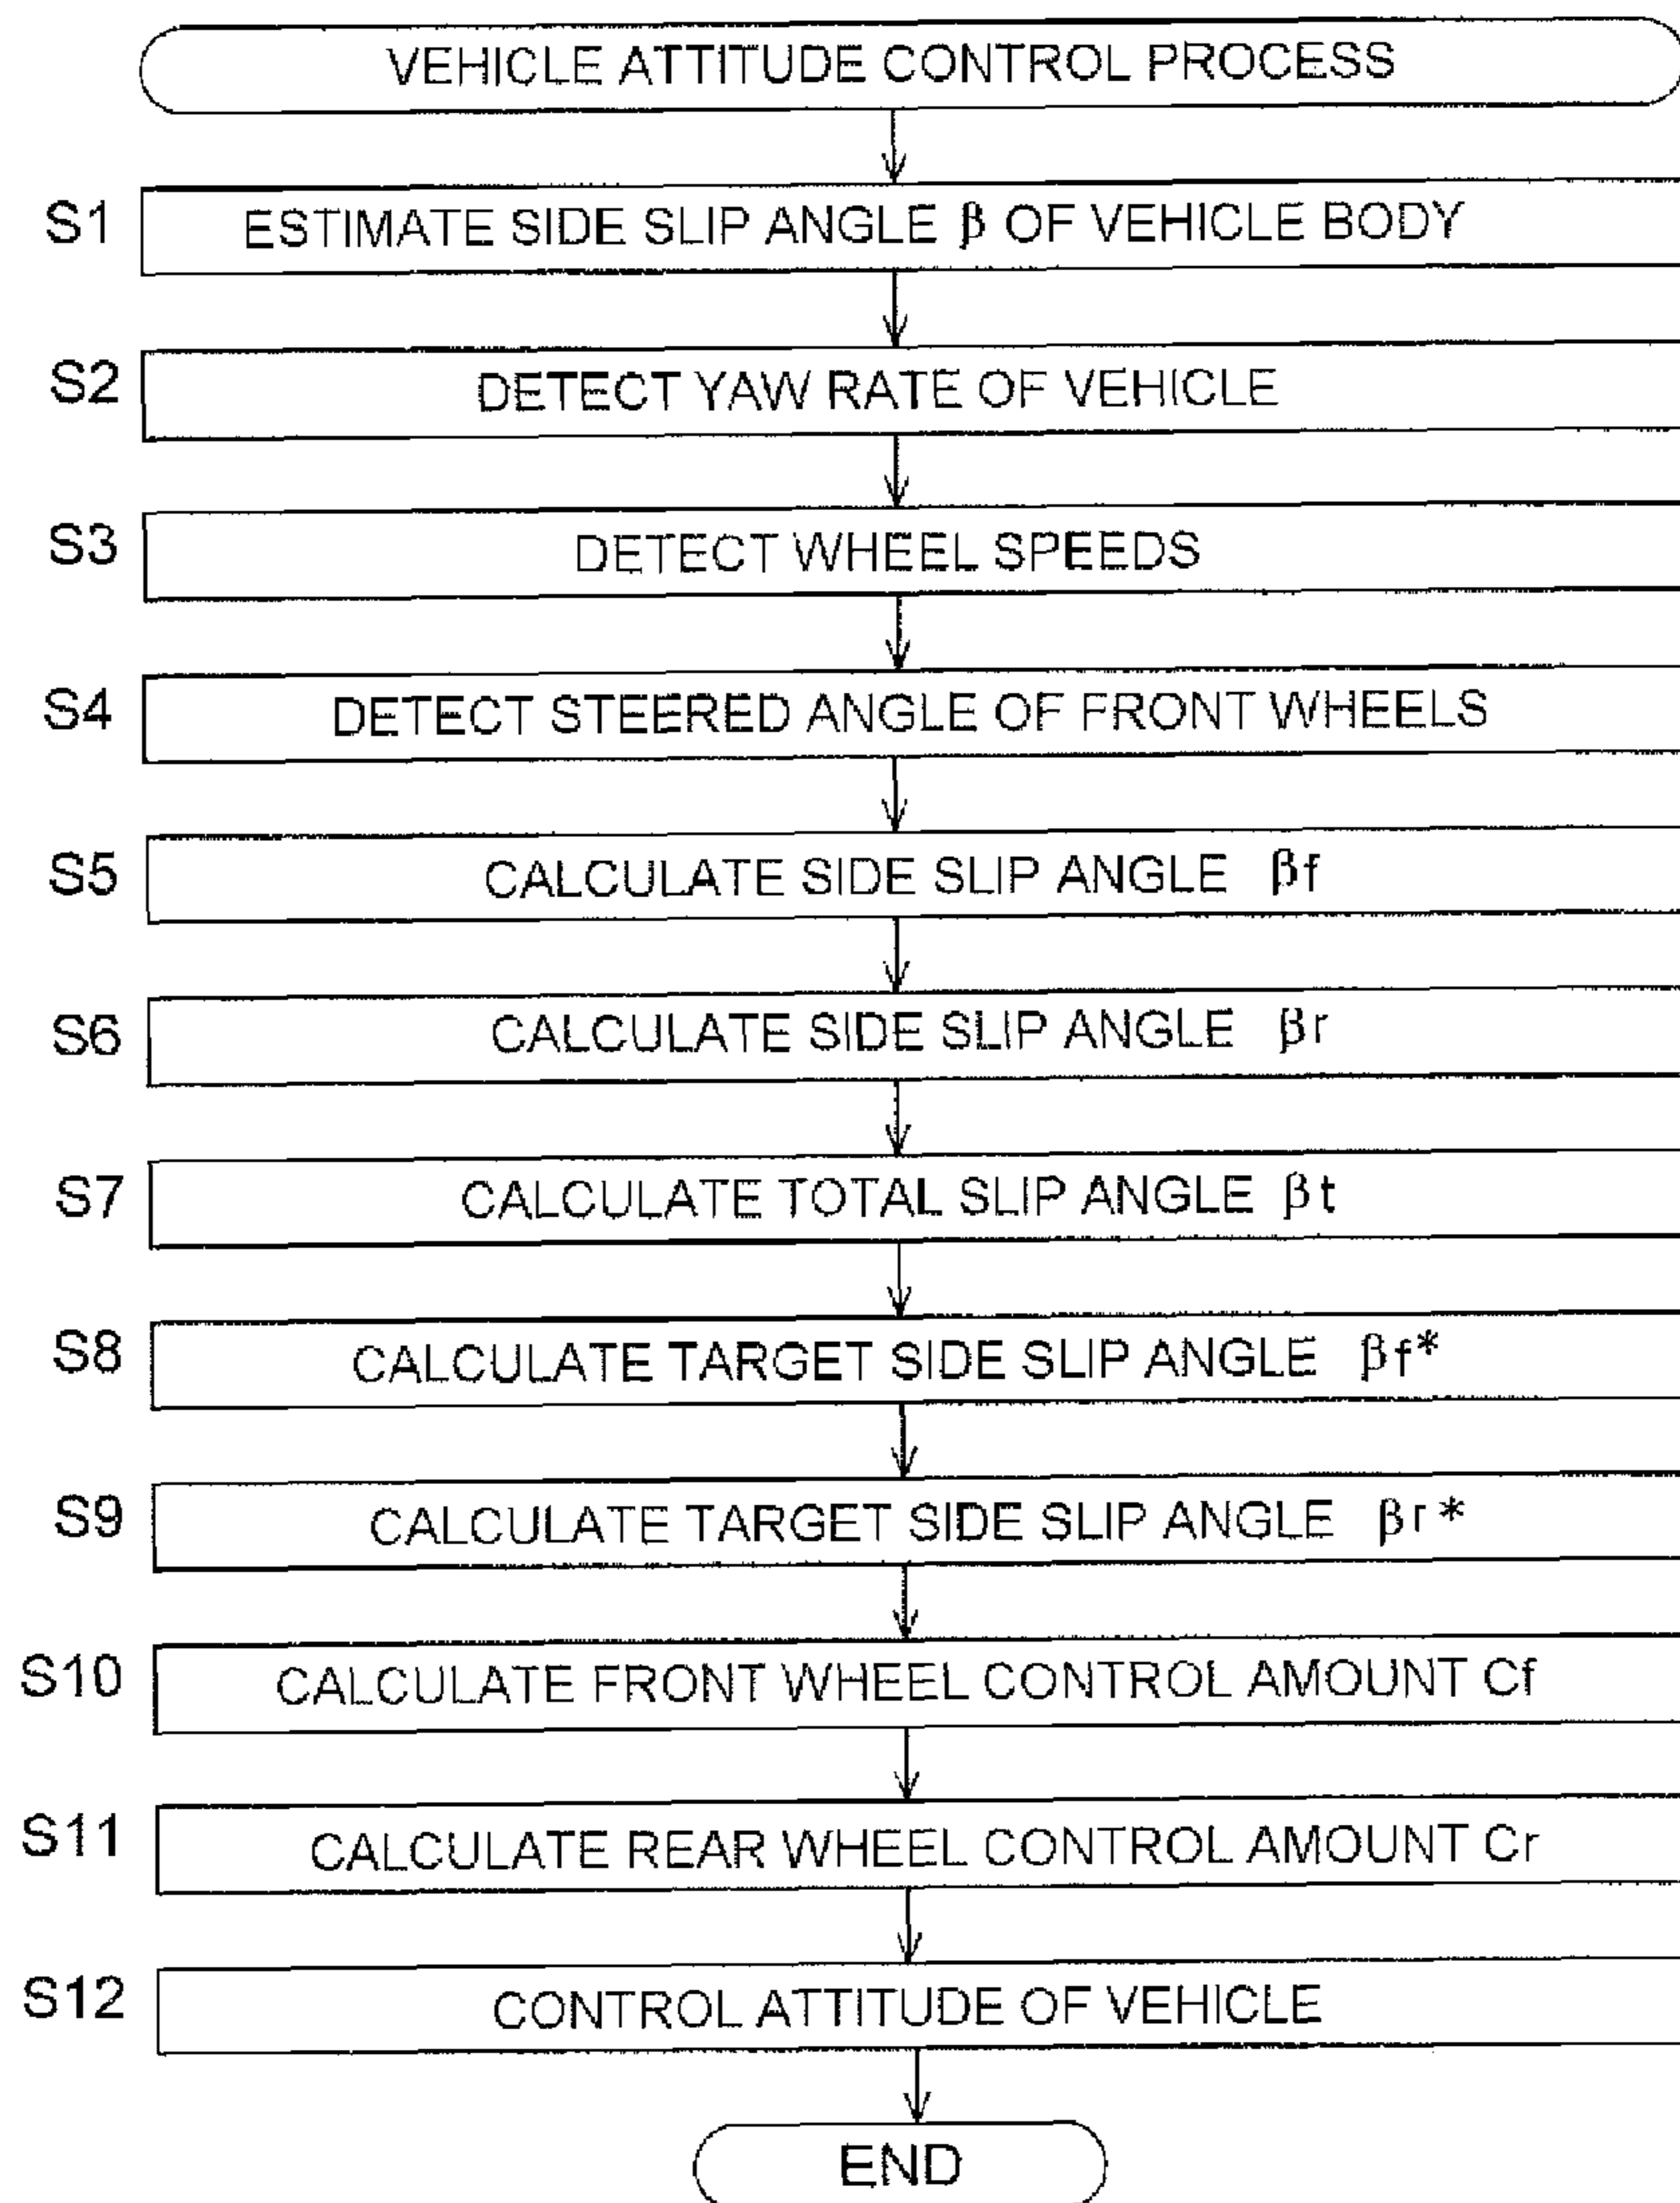 VEHICLE ATTITUDE CONTROL PROCESS
S1 ESTIMATE SIDE SLIP ANGLE β OF VEHICLE BODY
S2 DETECT YAW RATE OF VEHICLE
S3 DETECT WHEEL SPEEDS
S4 DETECT STEERED ANGLE OF FRONT WHEELS
S5 CALCULATE SIDE SLIP ANGLE βf
S6 CALCULATE SIDE SLIP ANGLE βr
S7 CALCULATE TOTAL SLIP ANGLE βt
S8 CALCULATE TARGET SIDE SLIP ANGLE βf*
S9 CALCULATE TARGET SIDE SLIP ANGLE βr*
S10 CALCULATE FRONT WHEEL CONTROL AMOUNT Cf
S11 CALCULATE REAR WHEEL CONTROL AMOUNT Cr
S12 CONTROL ATTITUDE OF VEHICLE
END